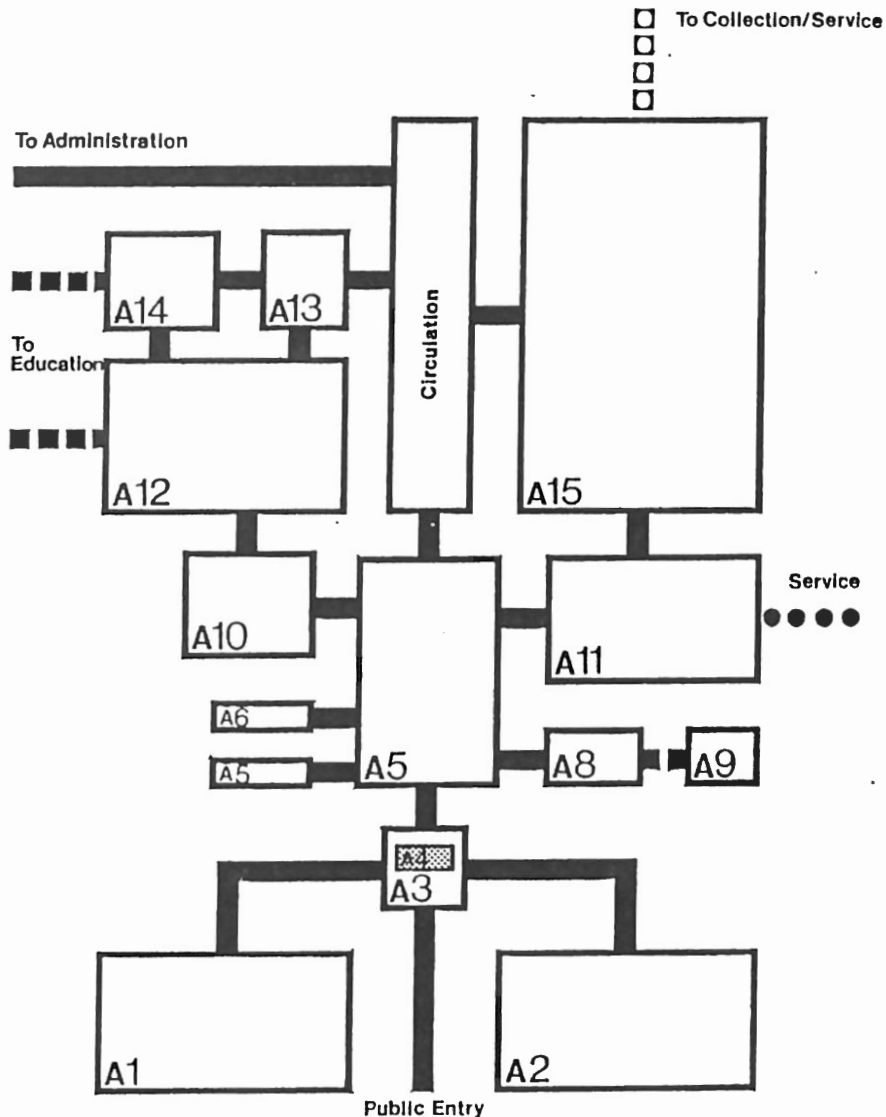 To Collection/Service
To Administration
A14
A13
Circulation
To
Education
A12
A15
Service
A10
A11
A6
A5
A5
A8
A9
A4
A3
A1
A2
Public Entry